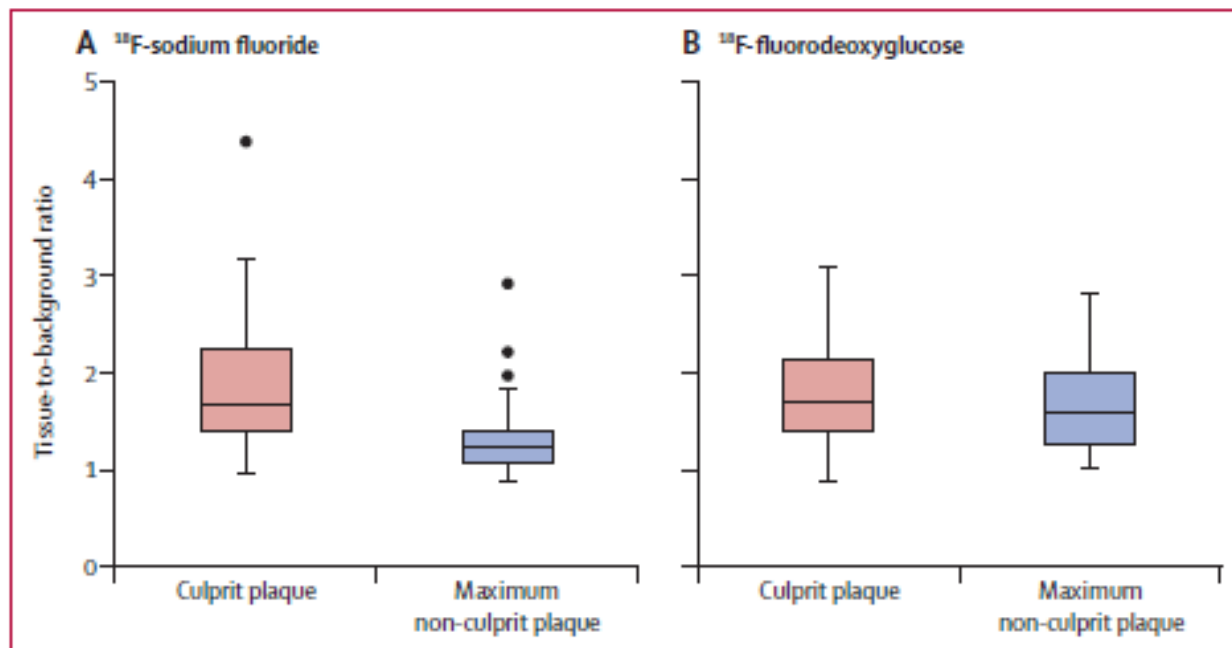 A ¹⁸F-sodium fluoride
B ¹⁸F-fluorodeoxyglucose
Tissue-to-background ratio
5
4
3
2
1
0
Culprit plaque
Maximum
non-culprit plaque
Culprit plaque
Maximum
non-culprit plaque